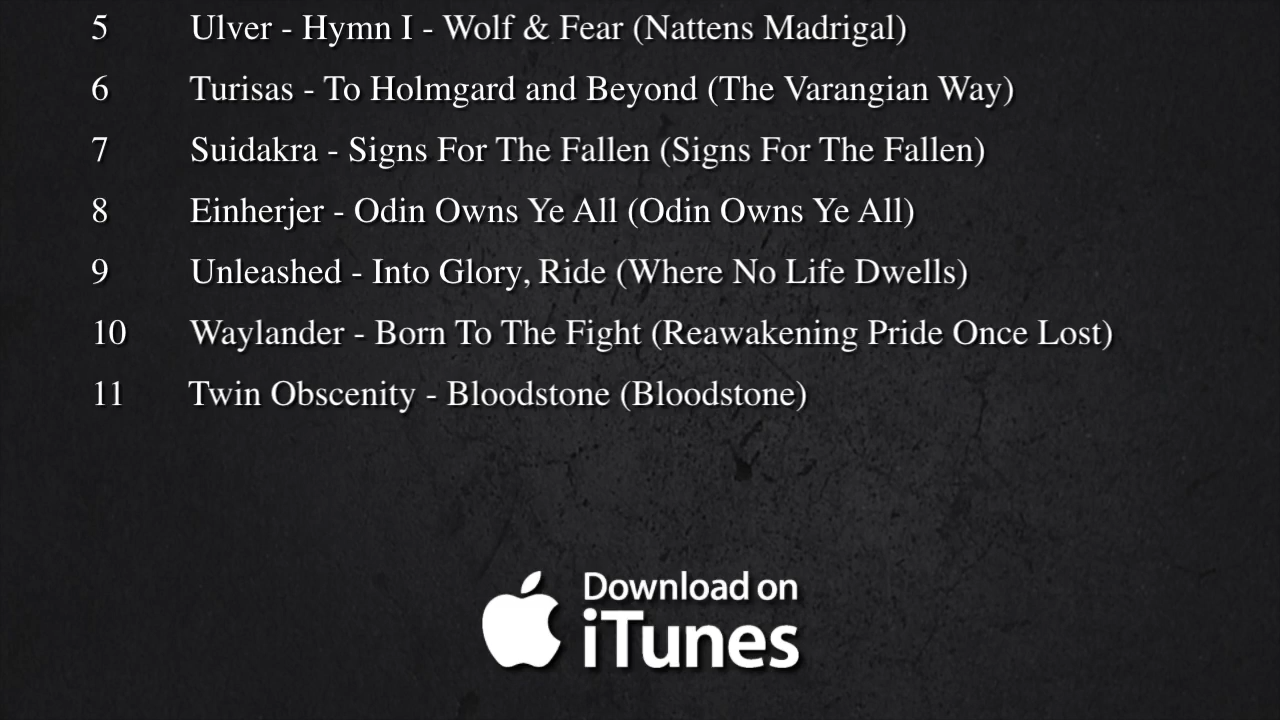 5 Ulver - Hymn I - Wolf & Fear (Nattens Madrigal)
6 Turisas - To Holmgard and Beyond (The Varangian Way)
7 Suidakra - Signs For The Fallen (Signs For The Fallen)
8 Einherjer - Odin Owns Ye All (Odin Owns Ye All)
9 Unleashed - Into Glory, Ride (Where No Life Dwells)
10 Waylander - Born To The Fight (Reawakening Pride Once Lost)
11 Twin Obscenity - Bloodstone (Bloodstone)
Download on
iTunes